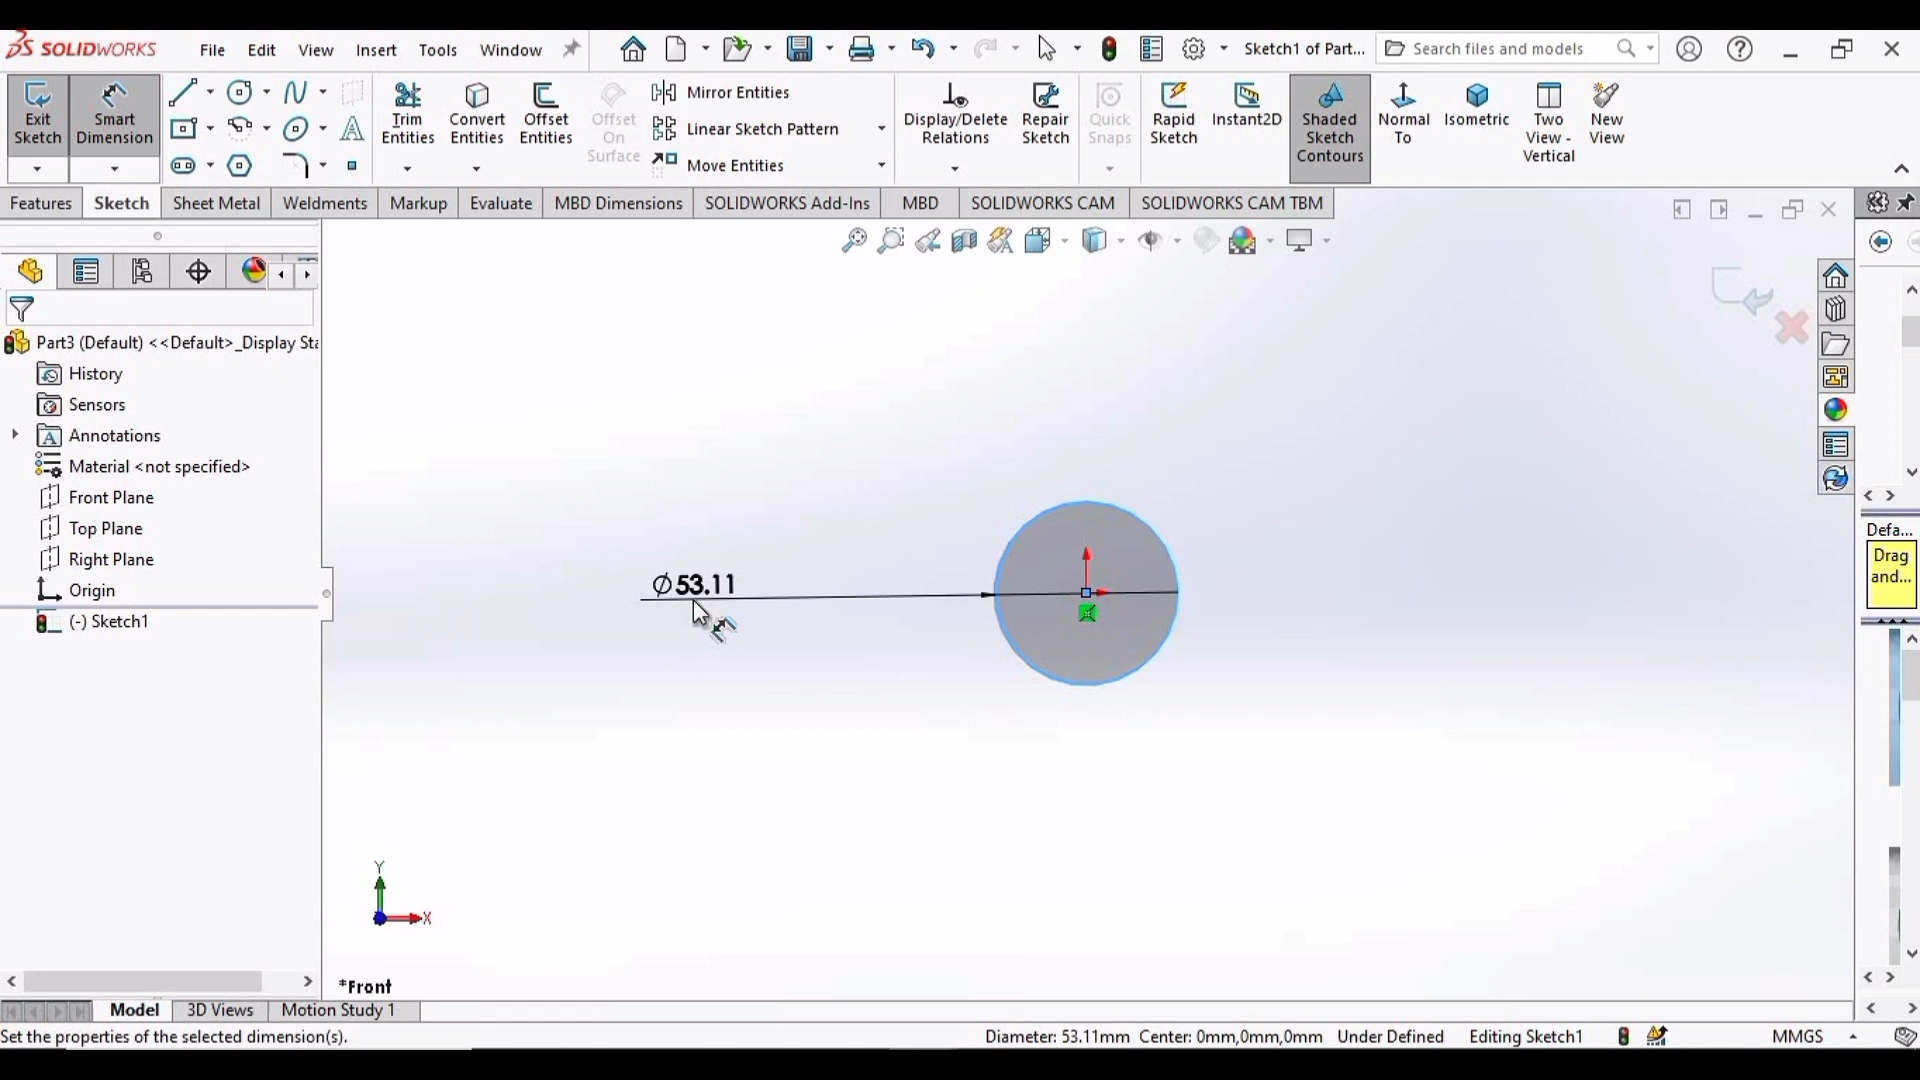 SOLIDWORKS File Edit View Insert Tools Window Sketch1 of Part... Search files and models
Exit Sketch
Smart Dimension
Trim Entities
Convert Entities
Offset Entities
Offset On Surface
Mirror Entities
Linear Sketch Pattern
Move Entities
Display/Delete Relations
Repair Sketch
Quick Snaps
Rapid Sketch
Instant2D
Shaded Sketch Contours
Normal To
Isometric
Two View - Vertical
New View
Features Sketch Sheet Metal Weldments Markup Evaluate MBD Dimensions SOLIDWORKS Add-Ins MBD SOLIDWORKS CAM SOLIDWORKS CAM TBM
Part3 (Default) <<Default>_Display Sta
History
Sensors
Annotations
Material <not specified>
Front Plane
Top Plane
Right Plane
Origin
(-) Sketch1
∅53.11
Defa...
Drag
and...
Y
X
*Front
Model 3D Views Motion Study 1
Set the properties of the selected dimension(s). Diameter: 53.11mm Center: 0mm,0mm,0mm Under Defined Editing Sketch1 MMGS